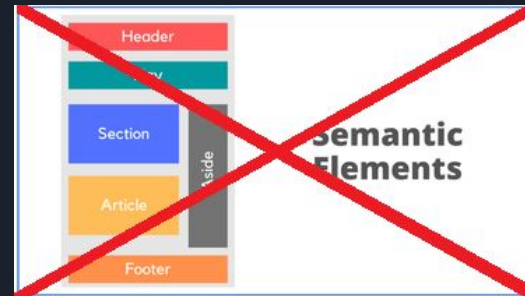 Header
Section
Aside
Article
Footer
Semantic
Elements